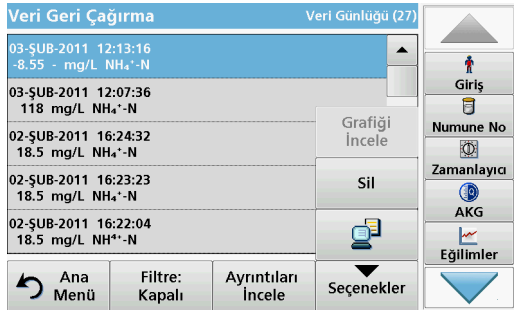 Veri Geri Çağırma
Veri Günlüğü (27)
03-ŞUB-2011 12:13:16
-8.55 - mg/L NH₄⁺-N
03-ŞUB-2011 12:07:36
118 mg/L NH₄⁺-N
02-ŞUB-2011 16:24:32
18.5 mg/L NH₄⁺-N
02-ŞUB-2011 16:23:23
18.5 mg/L NH₄⁺-N
02-ŞUB-2011 16:22:04
18.5 mg/L NH⁴⁺-N
Grafiği
İncele
Sil
Ana
Menü
Filtre:
Kapalı
Ayrıntıları
İncele
Seçenekler
Giriş
Numune No
Zamanlayıcı
AKG
Eğilimler